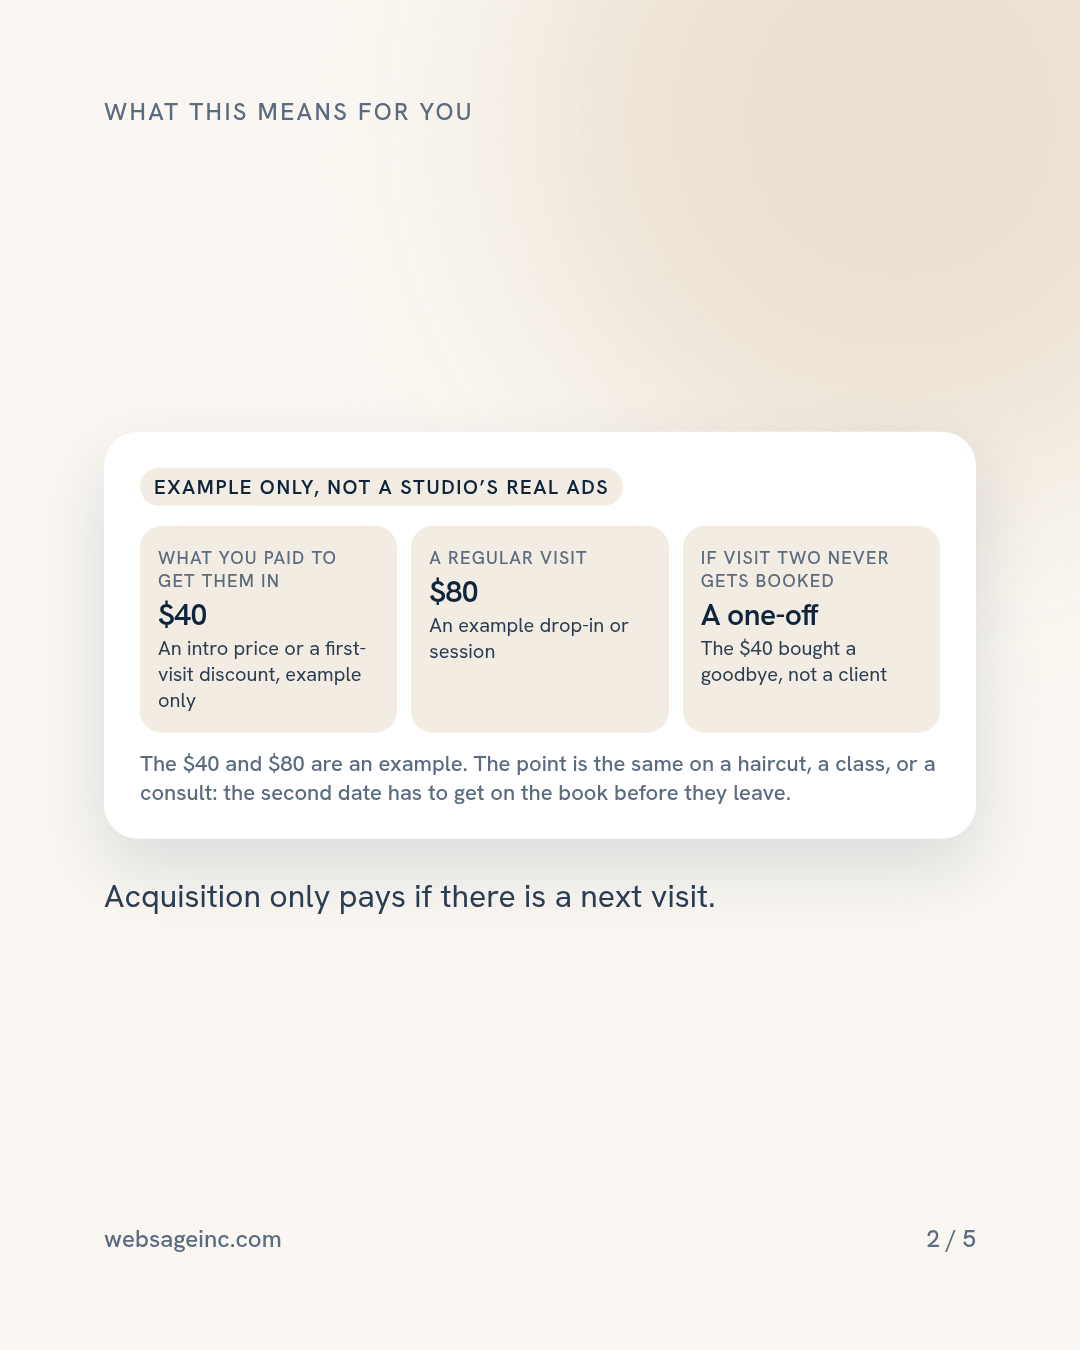 WHAT THIS MEANS FOR YOU
EXAMPLE ONLY, NOT A STUDIO’S REAL ADS
WHAT YOU PAID TO
GET THEM IN
$40
An intro price or a first-
visit discount, example
only
A REGULAR VISIT
$80
An example drop-in or
session
IF VISIT TWO NEVER
GETS BOOKED
A one-off
The $40 bought a
goodbye, not a client
The $40 and $80 are an example. The point is the same on a haircut, a class, or a
consult: the second date has to get on the book before they leave.
Acquisition only pays if there is a next visit.
websageinc.com
2 / 5